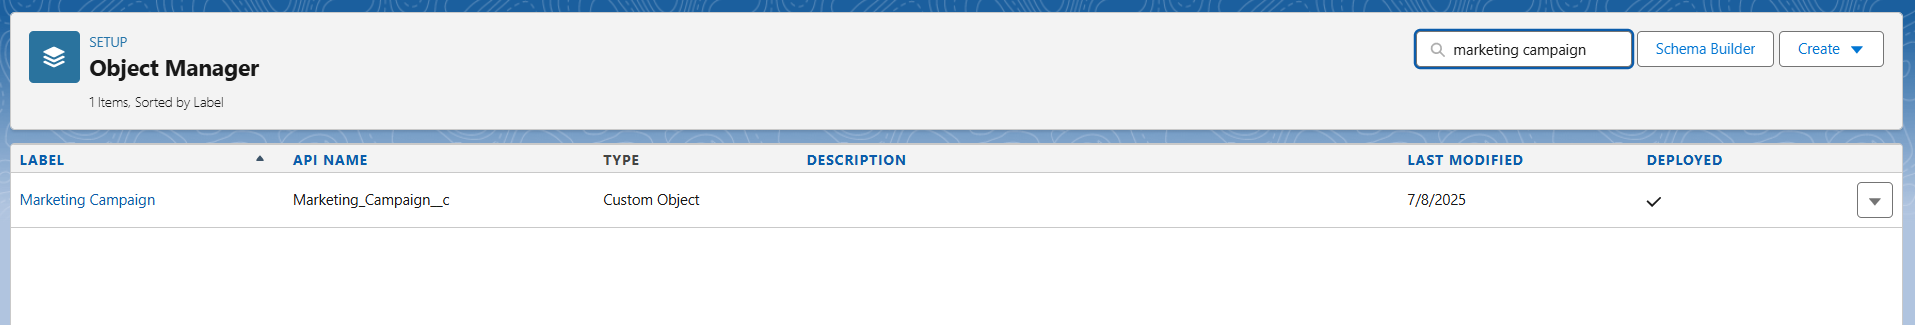 SETUP
Object Manager
1 Items, Sorted by Label
marketing campaign
Schema Builder
Create
LABEL API NAME TYPE DESCRIPTION LAST MODIFIED DEPLOYED
Marketing Campaign Marketing_Campaign__c Custom Object 7/8/2025